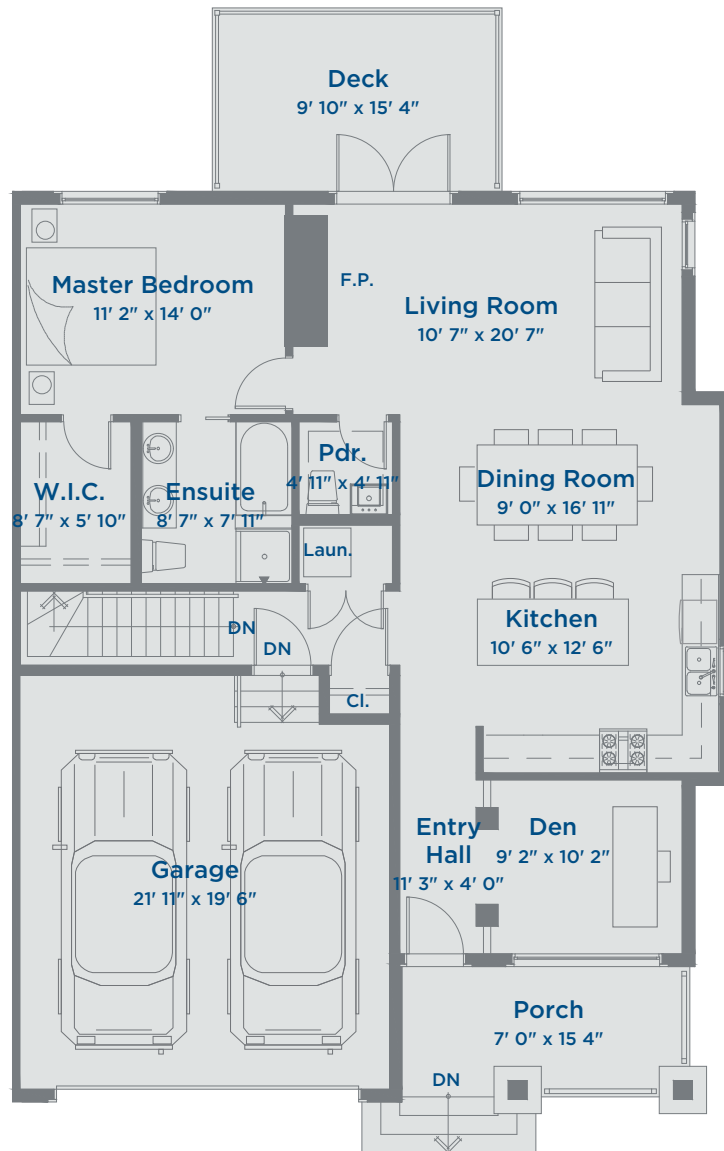 Deck
9' 10" x 15' 4"
Master Bedroom
11' 2" x 14' 0"
F.P.
Living Room
10' 7" x 20' 7"
W.I.C.
8' 7" x 5' 10"
Ensuite
8' 7" x 7' 11"
Pdr.
4' 11" x 4' 11"
Dining Room
9' 0" x 16' 11"
Laun.
Kitchen
10' 6" x 12' 6"
DN
DN
Cl.
Garage
21' 11" x 19' 6"
Entry
Hall
11' 3" x 4' 0"
Den
9' 2" x 10' 2"
Porch
7' 0" x 15 4"
DN